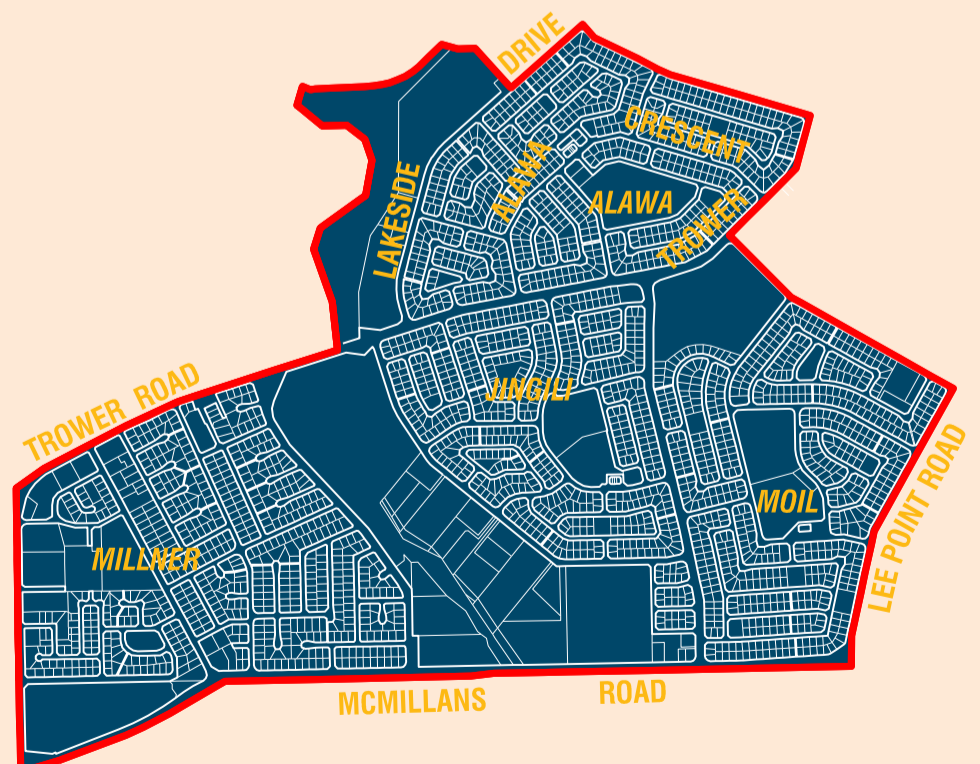 DRIVE
CRESCENT
ALAWA
LAKESIDE
ALAWA
TROWER
TROWER ROAD
JINGILI
MOIL
LEE POINT ROAD
MILLNER
MCMILLANS ROAD